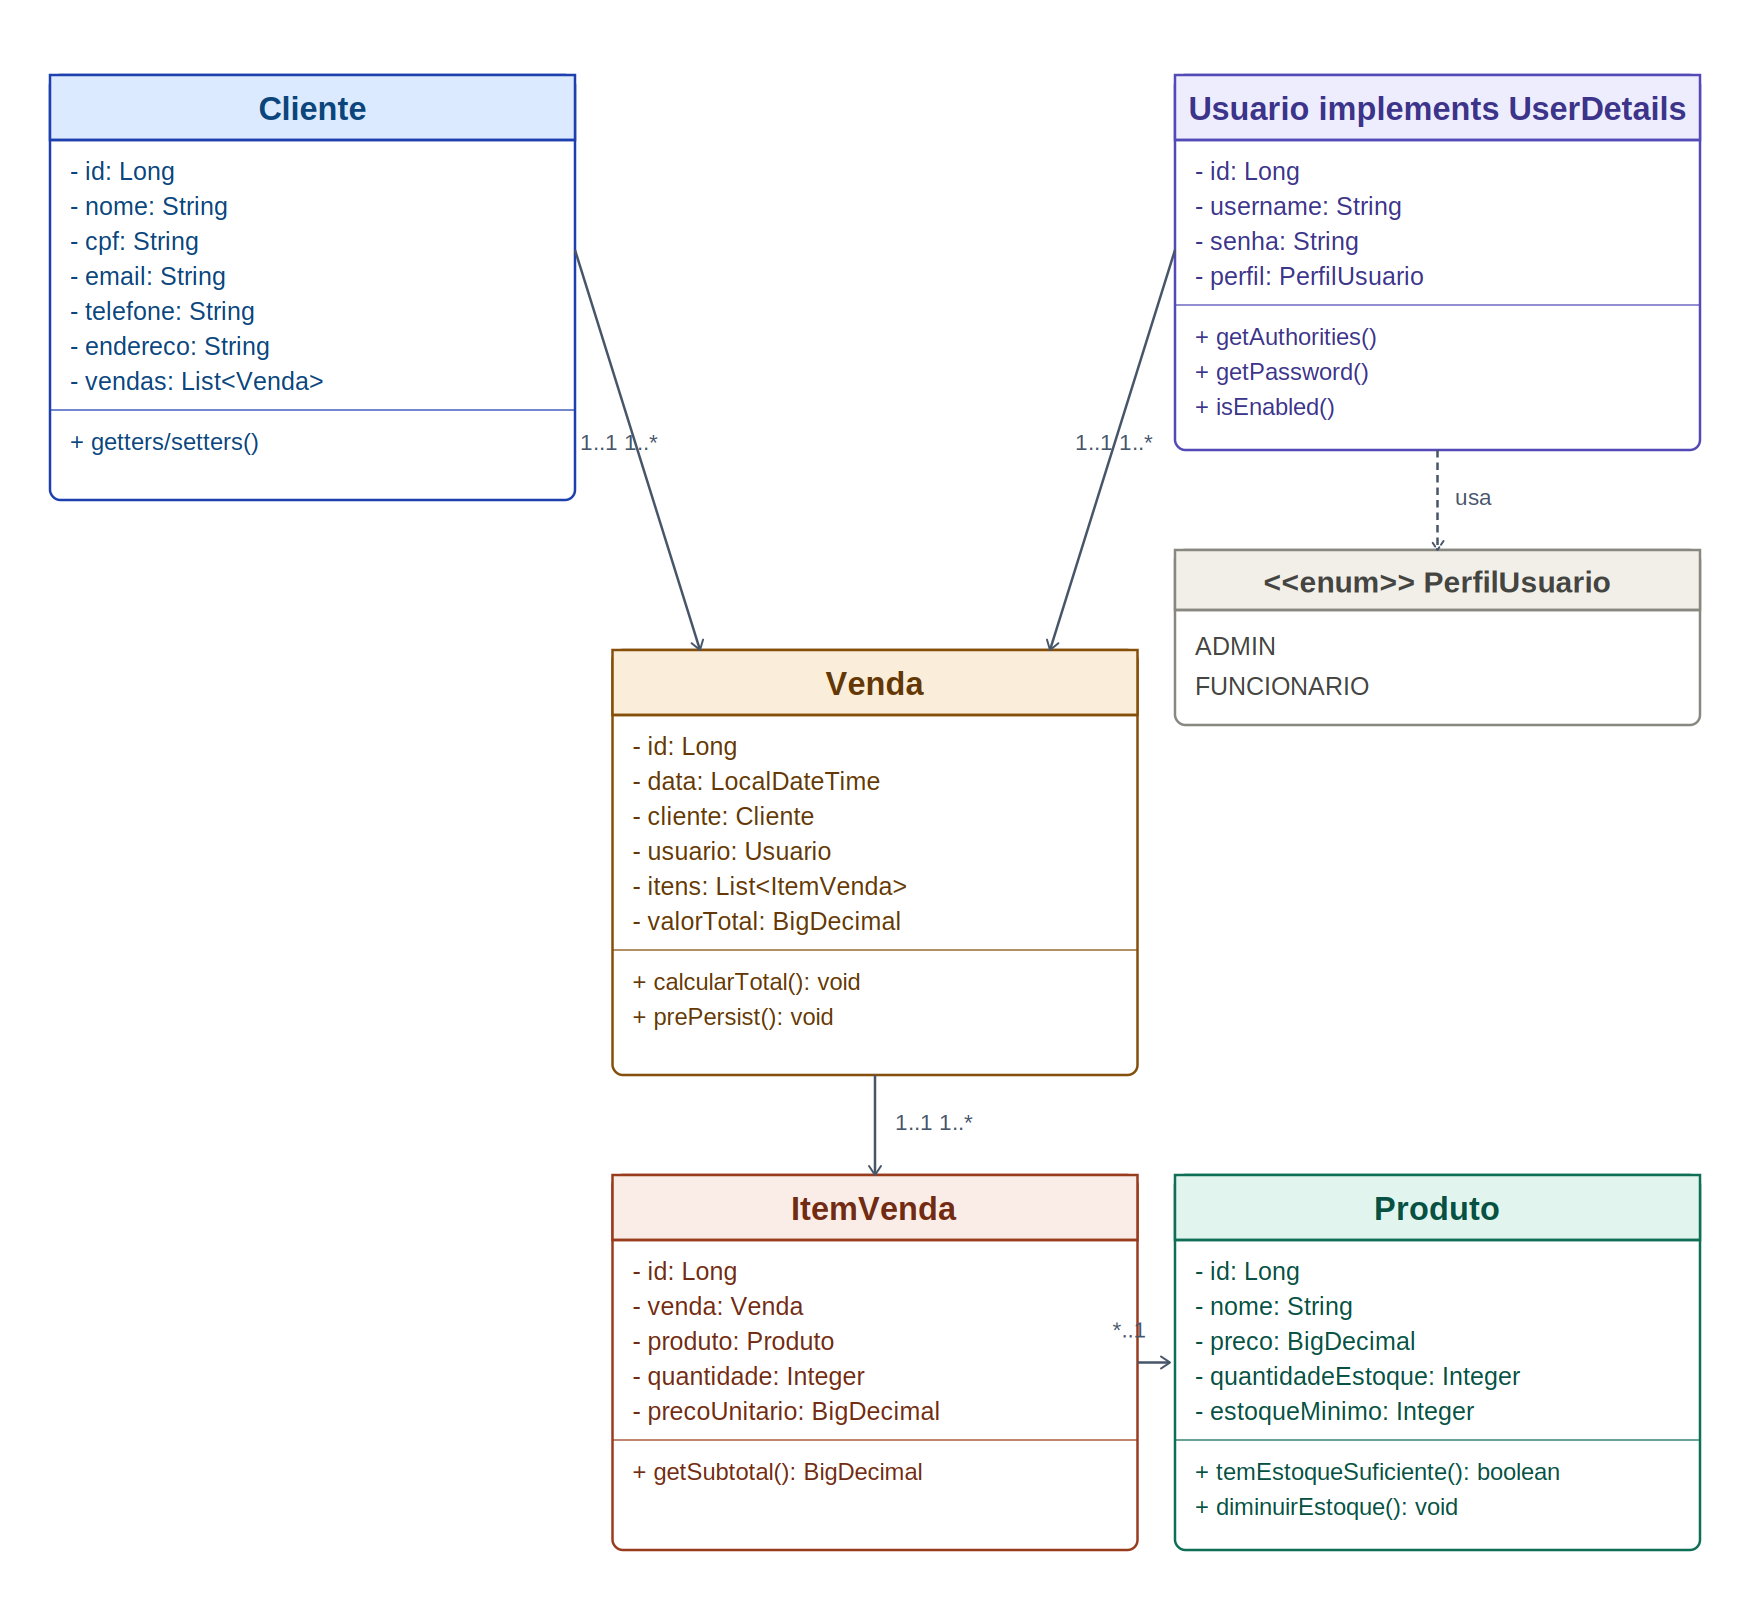 Cliente
- id: Long
- nome: String
- cpf: String
- email: String
- telefone: String
- endereco: String
- vendas: List<Venda>
+ getters/setters()
1..1 1..*
Usuario implements UserDetails
- id: Long
- username: String
- senha: String
- perfil: PerfilUsuario
+ getAuthorities()
+ getPassword()
+ isEnabled()
1..1 1..*
usa
<<enum>> PerfilUsuario
ADMIN
FUNCIONARIO
Venda
- id: Long
- data: LocalDateTime
- cliente: Cliente
- usuario: Usuario
- itens: List<ItemVenda>
- valorTotal: BigDecimal
+ calcularTotal(): void
+ prePersist(): void
1..1 1..*
ItemVenda
- id: Long
- venda: Venda
- produto: Produto
- quantidade: Integer
- precoUnitario: BigDecimal
+ getSubtotal(): BigDecimal
*..1
Produto
- id: Long
- nome: String
- preco: BigDecimal
- quantidadeEstoque: Integer
- estoqueMinimo: Integer
+ temEstoqueSuficiente(): boolean
+ diminuirEstoque(): void